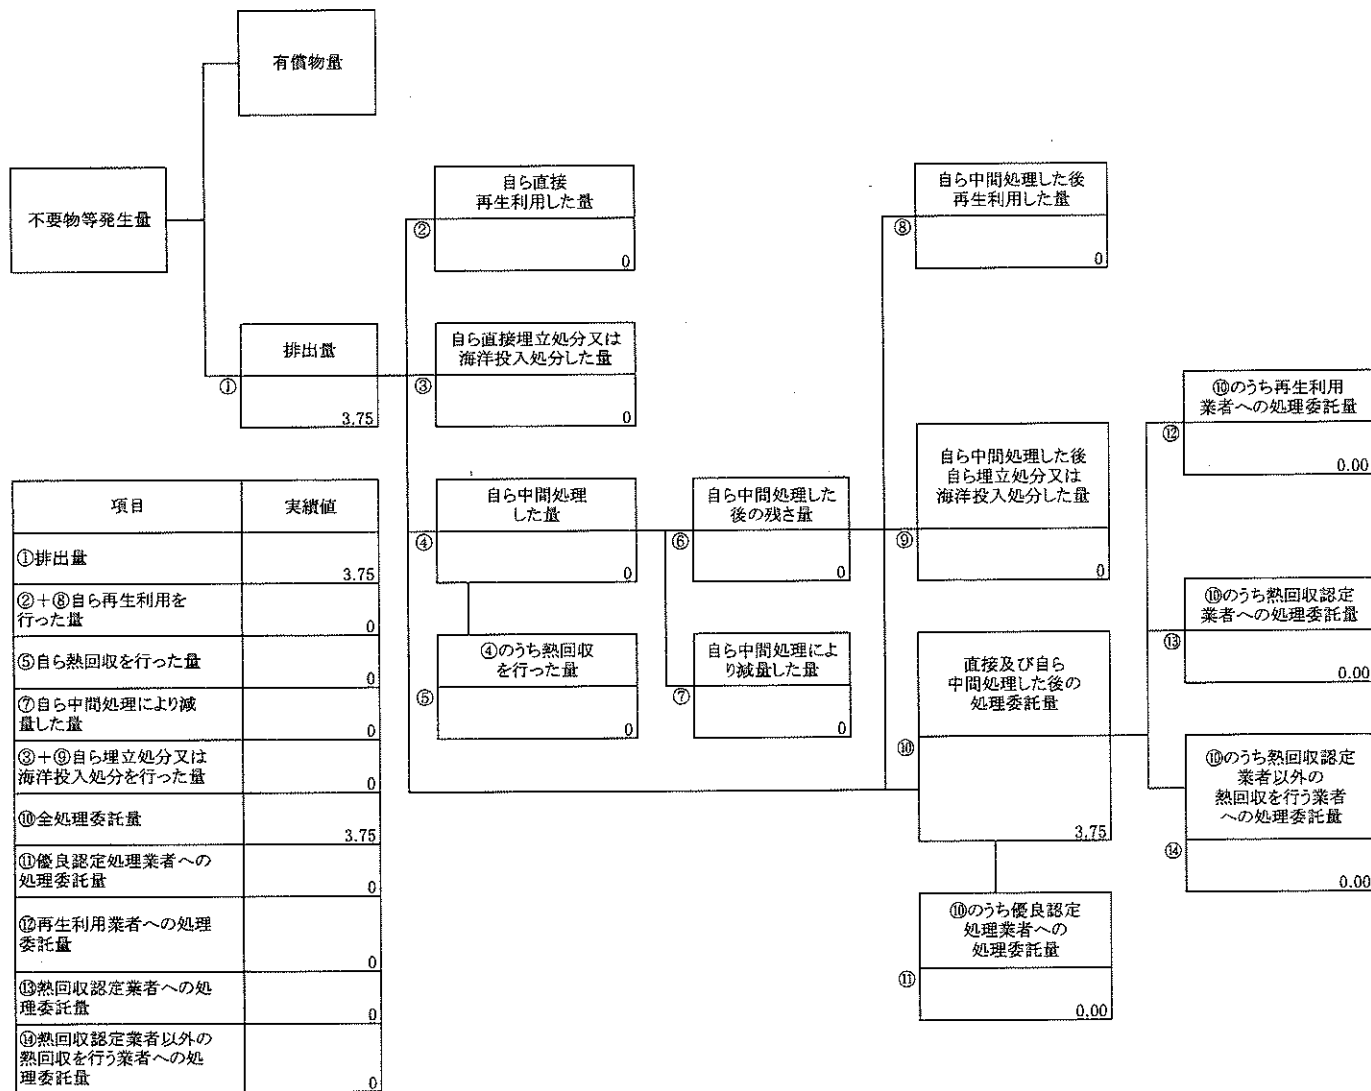 有償物量
不要物等発生量
排出量
①
3.75
自ら直接
再生利用した量
②
0
自ら直接埋立処分又は
海洋投入処分した量
③
0
自ら中間処理
した量
④
0
④のうち熱回収
を行った量
⑤
0
自ら中間処理した
後の残さ量
⑥
0
自ら中間処理によ
り減量した量
⑦
0
自ら中間処理した後
再生利用した量
⑧
0
自ら中間処理した後
自ら埋立処分又は
海洋投入処分した量
⑨
0
直接及び自ら
中間処理した後の
処理委託量
⑩
3.75
⑩のうち優良認定
処理業者への
処理委託量
⑪
0.00
⑩のうち再生利用
業者への処理委託量
⑫
0.00
⑩のうち熱回収認定
業者への処理委託量
⑬
0.00
⑩のうち熱回収認定
業者以外の
熱回収を行う業者
への処理委託量
⑭
0.00
項目 実績値
①排出量
3.75
②+⑧自ら再生利用を
行った量
0
⑤自ら熱回収を行った量
0
⑦自ら中間処理により減
量した量
0
③+⑨自ら埋立処分又は
海洋投入処分を行った量
0
⑩全処理委託量
3.75
⑪優良認定処理業者への
処理委託量
0
⑫再生利用業者への処理
委託量
0
⑬熱回収認定業者への処
理委託量
0
⑭熱回収認定業者以外の
熱回収を行う業者への処
理委託量
0